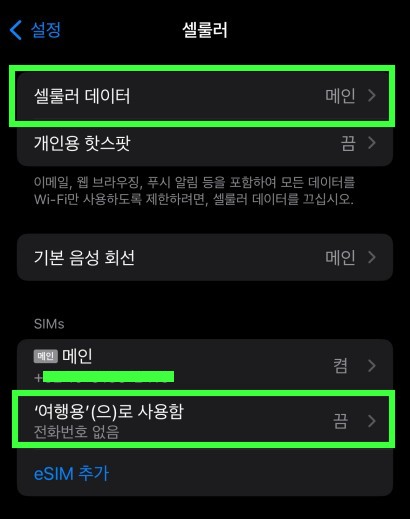 설정
셀룰러
셀룰러 데이터
메인
개인용 핫스팟
끔
이메일, 웹 브라우징, 푸시 알림 등을 포함하여 모든 데이터를
Wi-Fi만 사용하도록 제한하려면, 셀룰러 데이터를 끄십시오.
기본 음성 회선
메인
SIMs
메인 메인
+
켬
‘여행용’(으)로 사용함
전화번호 없음
끔
eSIM 추가